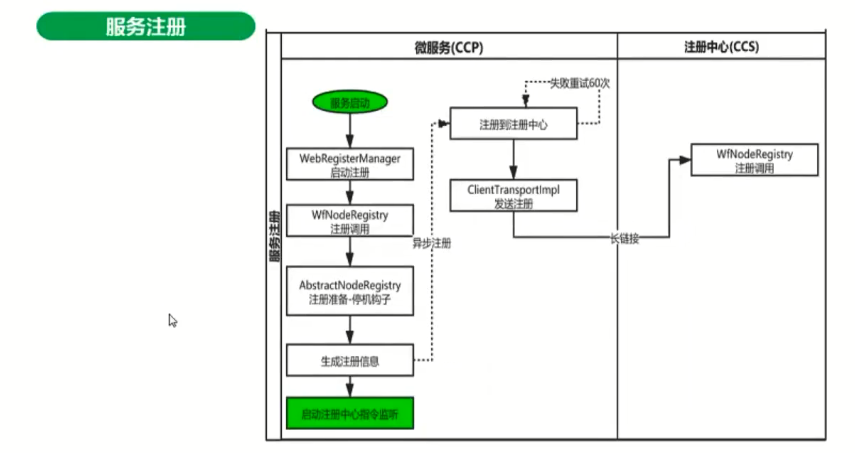 服务注册
微服务(CCP)
注册中心(CCS)
服务注册
服务启动
WebRegisterManager
启动注册
WfNodeRegistry
注册调用
AbstractNodeRegistry
注册准备-停机钩子
生成注册信息
启动注册中心指令监听
异步注册
失败重试60次
注册到注册中心
ClientTransportImpl
发送注册
长链接
WfNodeRegistry
注册调用